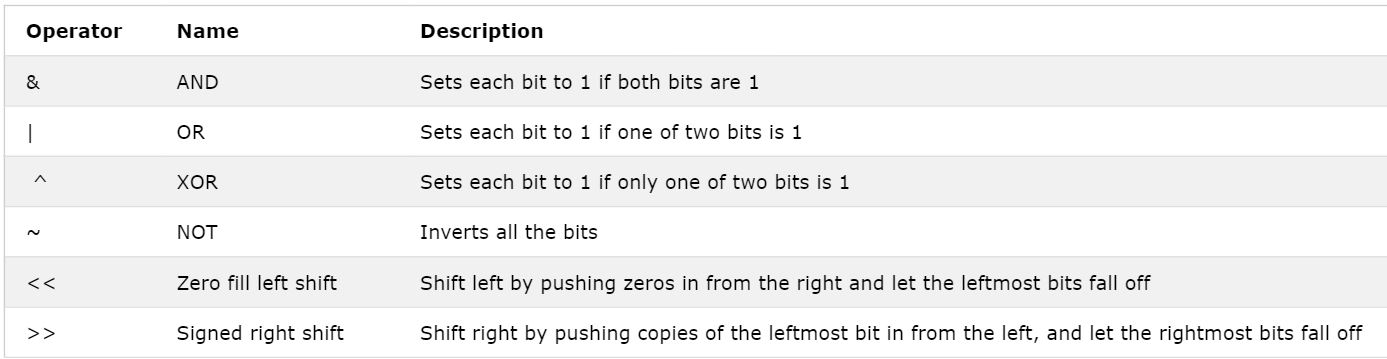 Operator Name Description
& AND Sets each bit to 1 if both bits are 1
| OR Sets each bit to 1 if one of two bits is 1
^ XOR Sets each bit to 1 if only one of two bits is 1
~ NOT Inverts all the bits
<< Zero fill left shift Shift left by pushing zeros in from the right and let the leftmost bits fall off
>> Signed right shift Shift right by pushing copies of the leftmost bit in from the left, and let the rightmost bits fall off